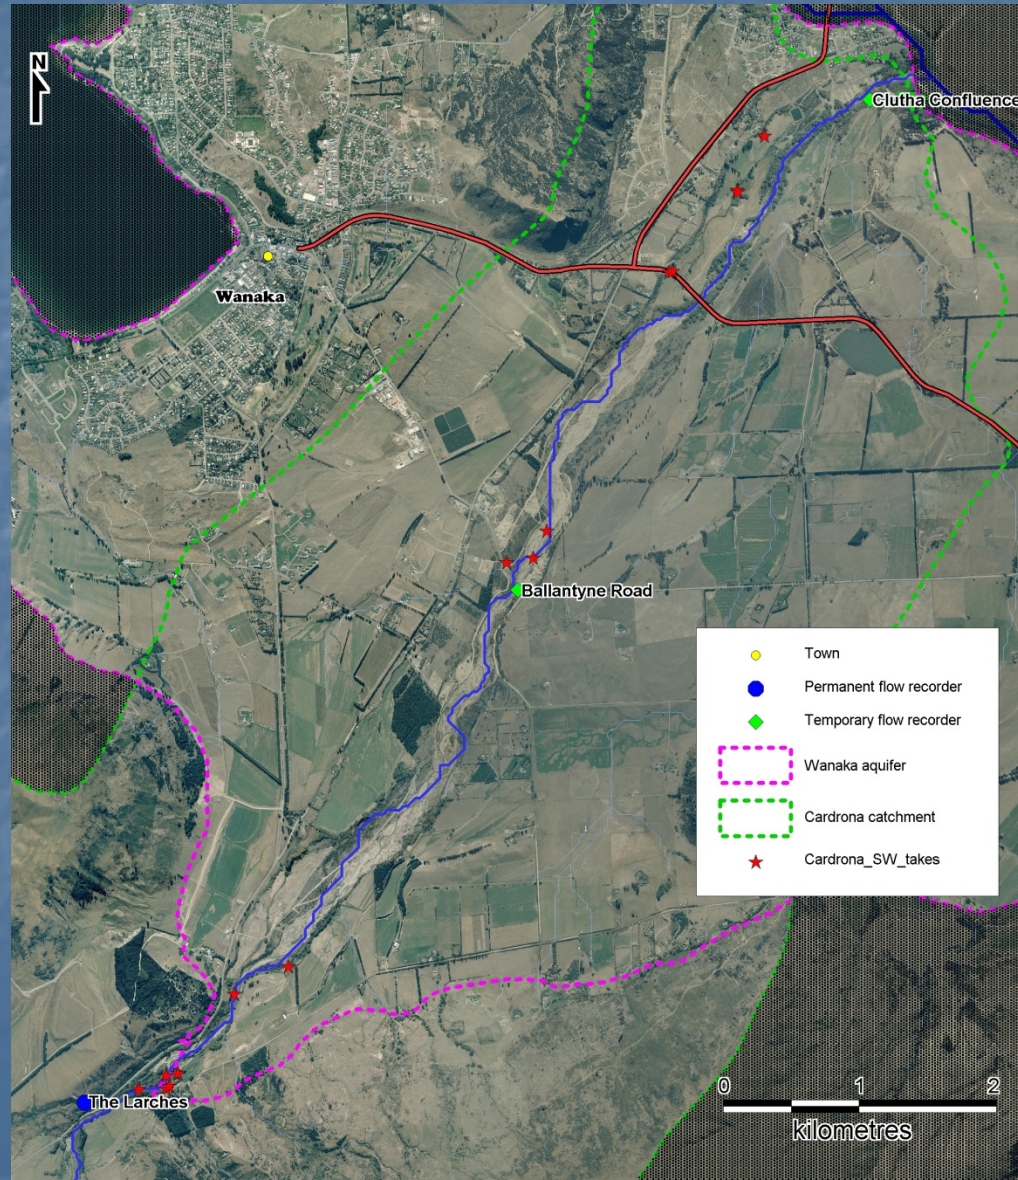 N
Clutha Confluence
Wanaka
Ballantyne Road
Town
Permanent flow recorder
Temporary flow recorder
Wanaka aquifer
Cardrona catchment
Cardrona_SW_takes
The Larches
0 1 2
kilometres